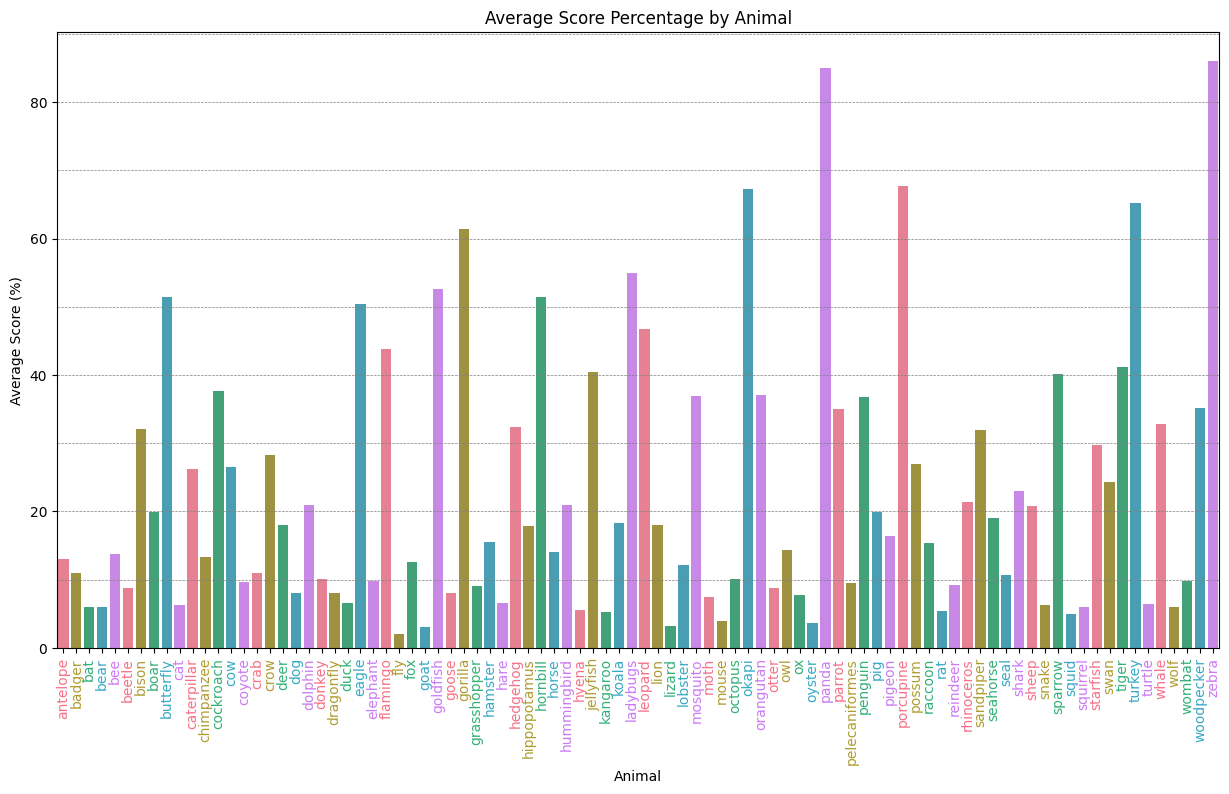 Average Score Percentage by Animal
Average Score (%)
80
60
40
20
0
antelope
badger
bat
bear
bee
beetle
bison
boar
butterfly
cat
caterpillar
chimpanzee
cockroach
cow
coyote
crab
crow
deer
dog
dolphin
donkey
dragonfly
duck
eagle
elephant
flamingo
fly
fox
goat
goldfish
goose
gorilla
grasshopper
hamster
hare
hedgehog
hippopotamus
hornbill
horse
hummingbird
hyena
jellyfish
kangaroo
koala
ladybugs
leopard
lion
lizard
lobster
mosquito
moth
mouse
octopus
okapi
orangutan
otter
owl
ox
oyster
panda
parrot
pelecaniformes
penguin
pig
pigeon
porcupine
possum
raccoon
rat
reindeer
rhinoceros
sandpiper
seahorse
seal
shark
sheep
snake
sparrow
squid
squirrel
starfish
swan
tiger
turkey
turtle
whale
wolf
wombat
woodpecker
zebra
Animal